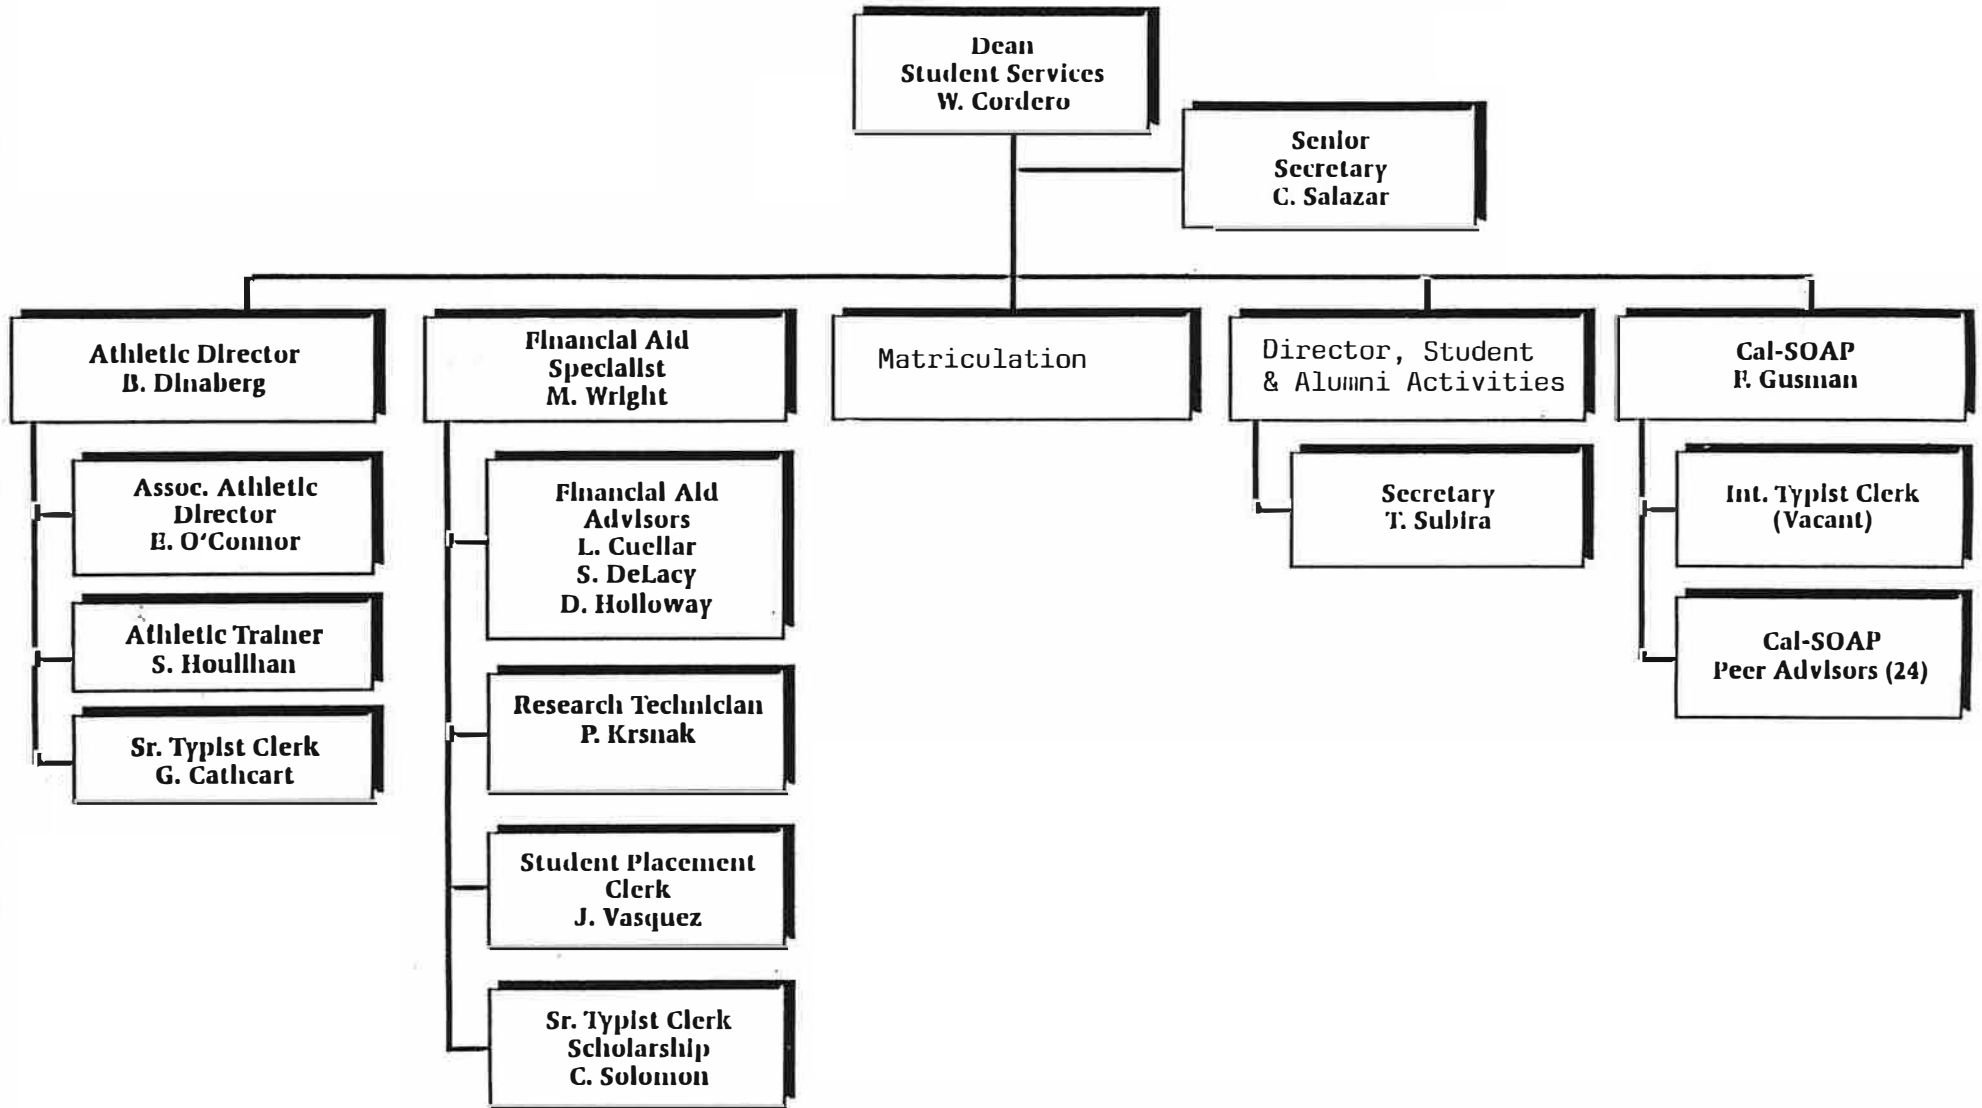 Dean
Student Services
W. Cordero
Senior
Secretary
C. Salazar
Athletic Director
B. Dinaberg
Assoc. Athletic
Director
E. O'Connor
Athletic Trainer
S. Houlihan
Sr. Typist Clerk
G. Cathcart
Financial Aid
Specialist
M. Wright
Financial Aid
Advisors
L. Cuellar
S. DeLacy
D. Holloway
Research Technician
P. Krsnak
Student Placement
Clerk
J. Vasquez
Sr. Typist Clerk
Scholarship
C. Solomon
Matriculation
Director, Student
& Alumni Activities
Secretary
T. Subira
Cal-SOAP
F. Gusman
Int. Typist Clerk
(Vacant)
Cal-SOAP
Peer Advisors (24)